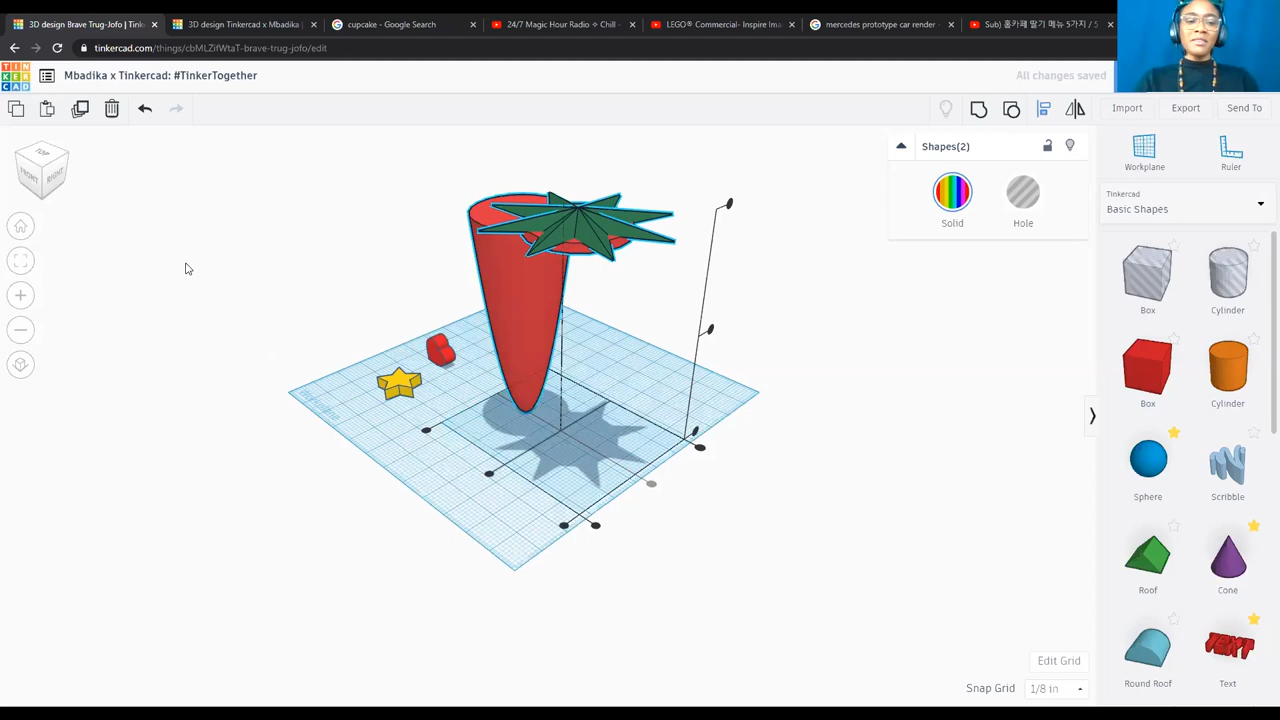 3D design Brave Trug-Jofo | Tink
3D design Tinkercad x Mbadika |
cupcake - Google Search
24/7 Magic Hour Radio ✧ Chill -
LEGO® Commercial- Inspire Ima
mercedes prototype car render -
Sub) 홈카페 딸기 메뉴 5가지 / 5
tinkercad.com/things/cbMLZifWtaT-brave-trug-jofo/edit
TIN
KER
CAD
Mbadika x Tinkercad: #TinkerTogether
All changes saved
Import
Export
Send To
TOP
FRONT
RIGHT
Shapes(2)
Solid
Hole
Workplane
Ruler
Tinkercad
Basic Shapes
Box
Cylinder
Box
Cylinder
Sphere
Scribble
Roof
Cone
TEXT
Round Roof
Text
Edit Grid
Snap Grid
1/8 in